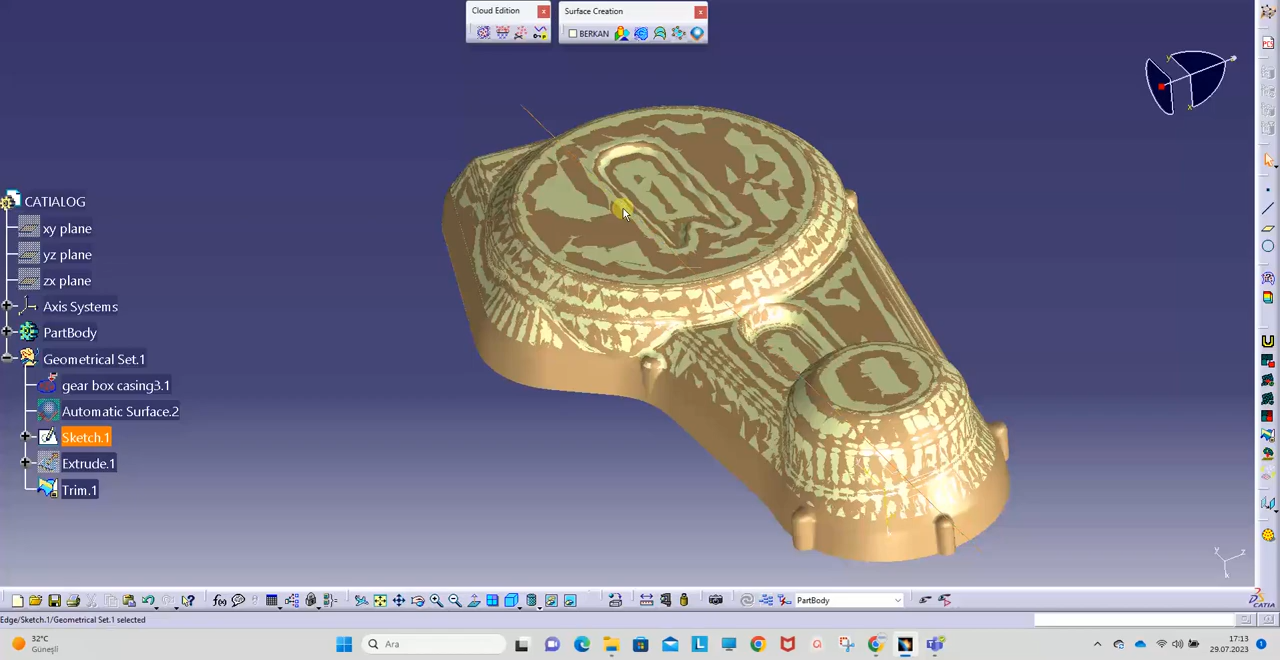 Cloud Edition
Surface Creation
BERKAN
CATIALOG
xy plane
yz plane
zx plane
Axis Systems
PartBody
Geometrical Set.1
gear box casing3.1
Automatic Surface.2
Sketch.1
Extrude.1
Trim.1
PartBody
Edge/Sketch.1/Geometrical Set.1 selected
CATIA
32°C
Güneşli
Ara
17:13
29.07.2023